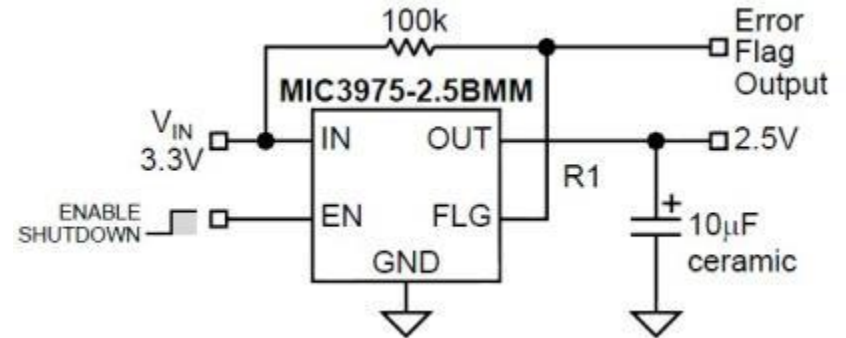 100k
Error
Flag
Output
MIC3975-2.5BMM
VIN
3.3V
IN
OUT
2.5V
R1
ENABLE
SHUTDOWN
EN
FLG
+
10µF
ceramic
GND